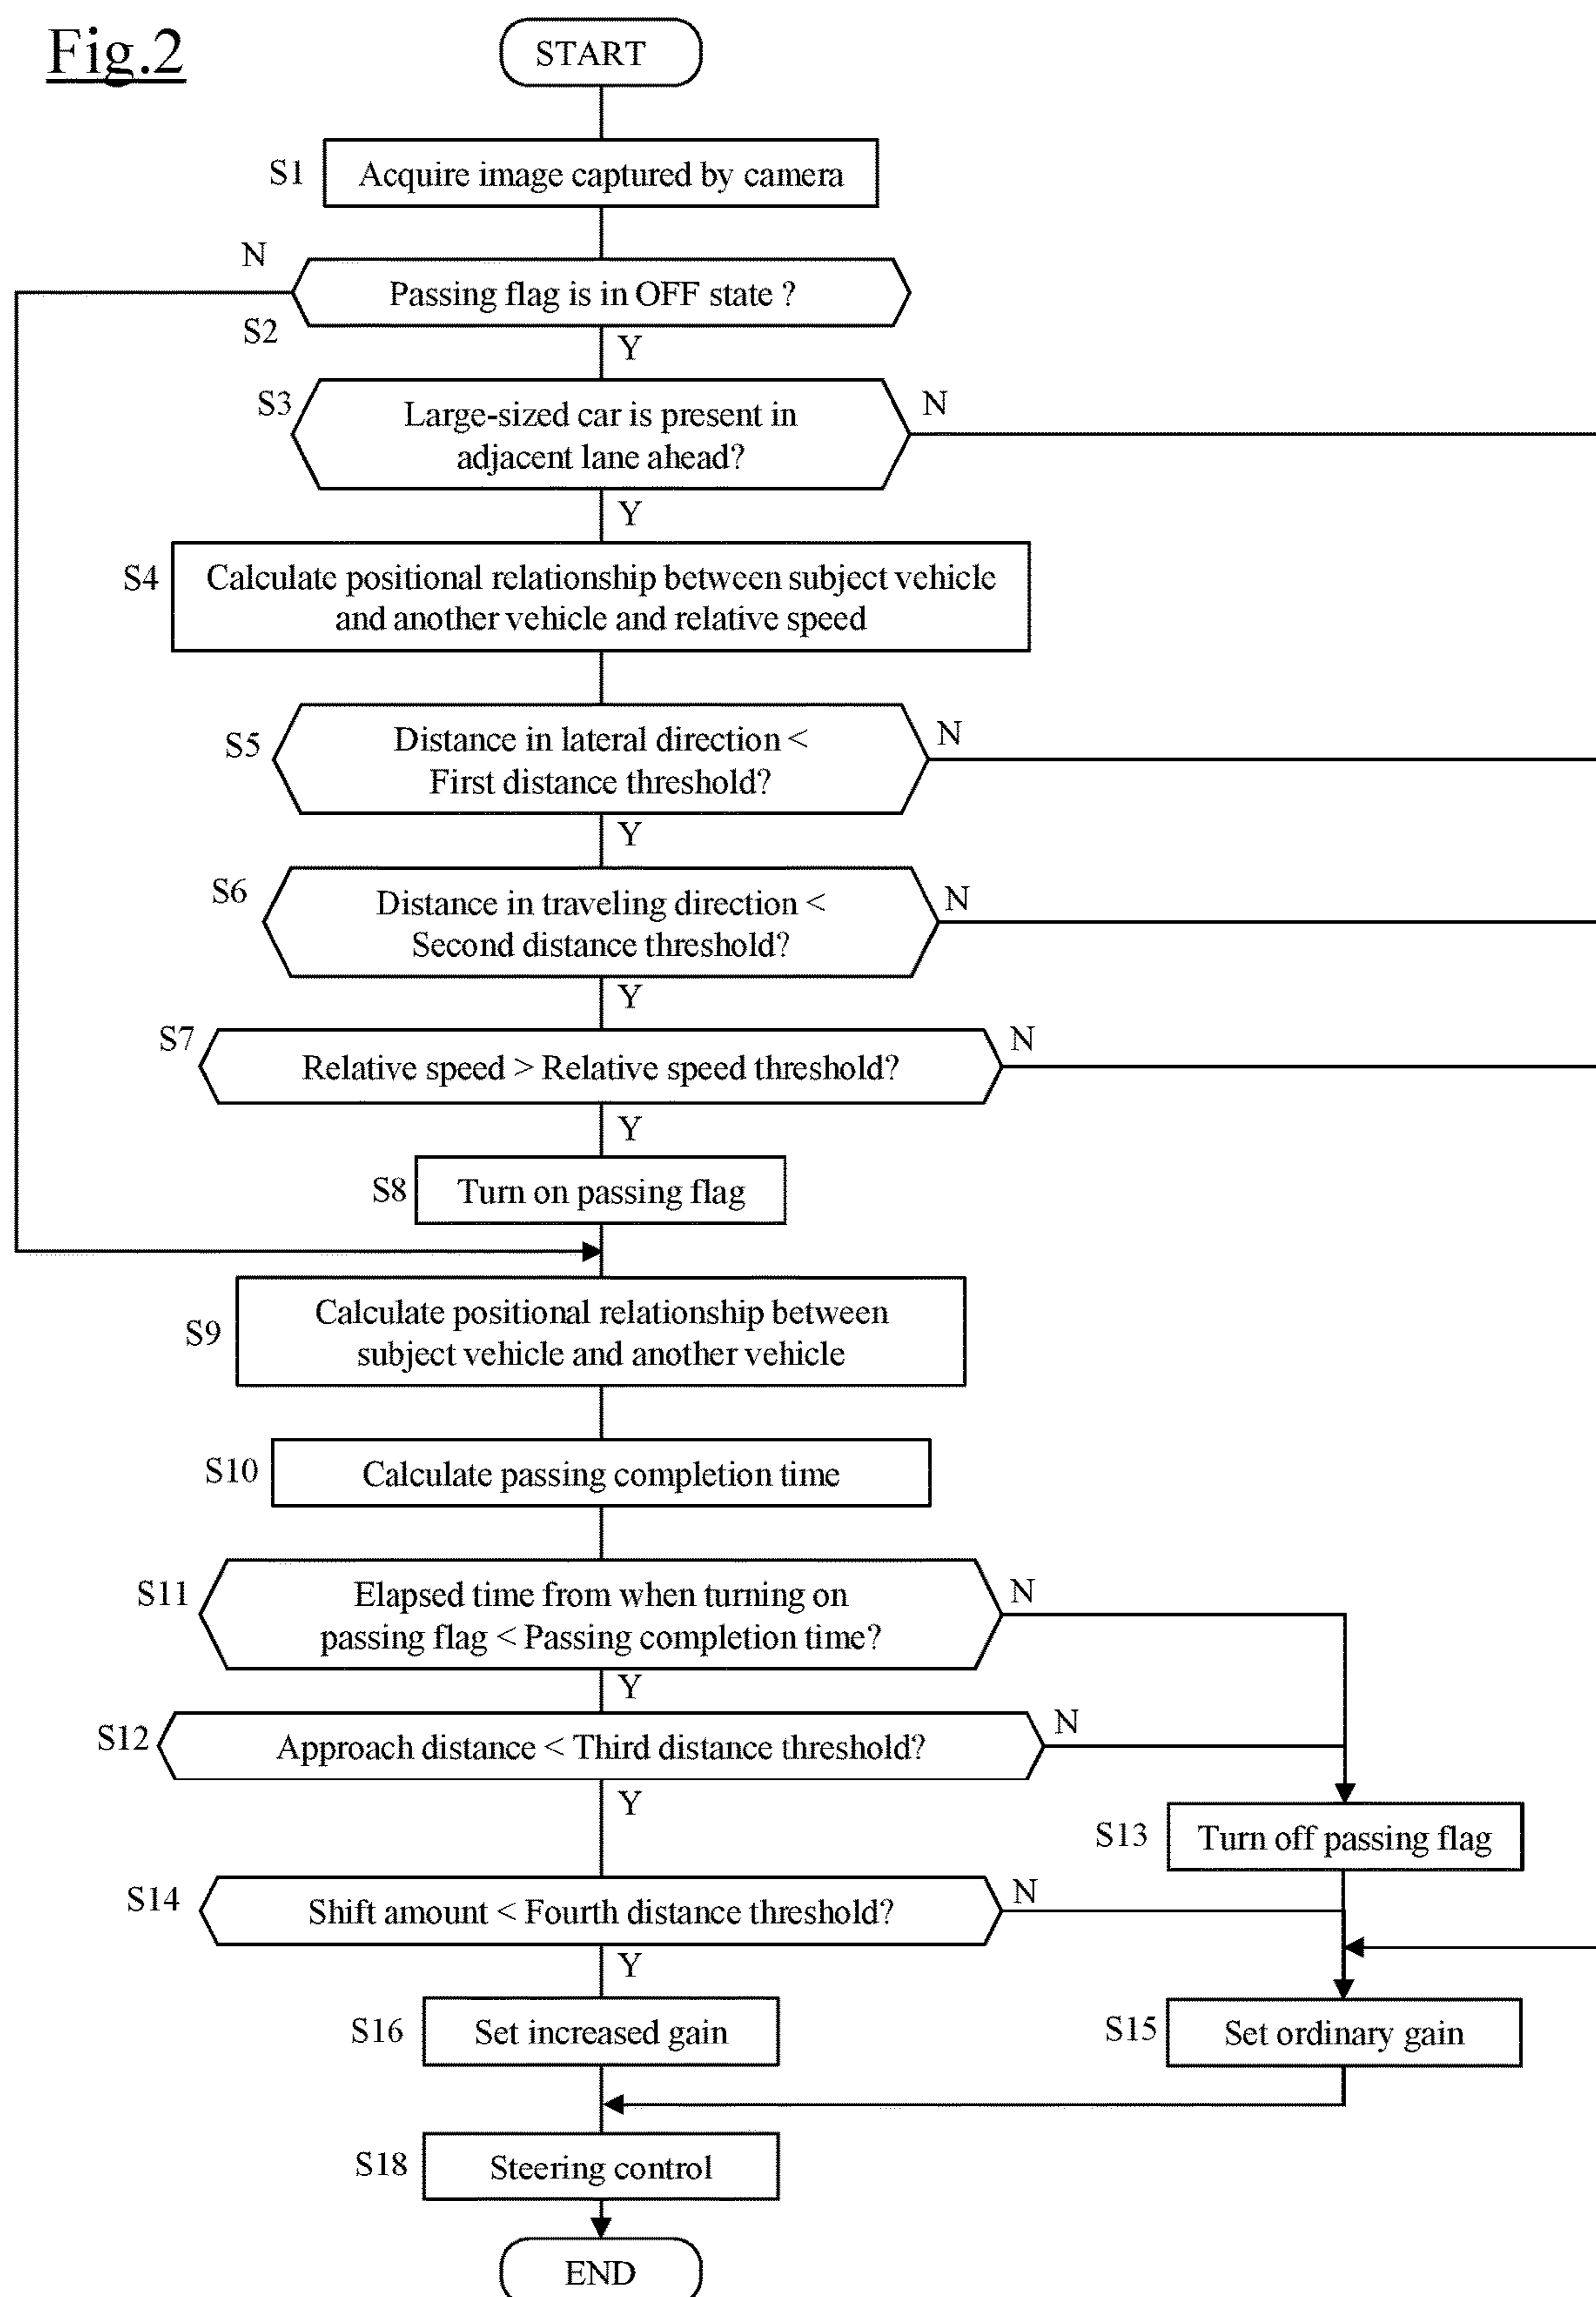 Fig.2
START
S1
Acquire image captured by camera
N
Passing flag is in OFF state ?
S2
Y
S3
Large-sized car is present in
adjacent lane ahead?
N
Y
S4
Calculate positional relationship between subject vehicle
and another vehicle and relative speed
S5
Distance in lateral direction <
First distance threshold?
N
Y
S6
Distance in traveling direction <
Second distance threshold?
N
Y
S7
Relative speed > Relative speed threshold?
N
Y
S8
Turn on passing flag
S9
Calculate positional relationship between
subject vehicle and another vehicle
S10
Calculate passing completion time
S11
Elapsed time from when turning on
passing flag < Passing completion time?
N
Y
S12
Approach distance < Third distance threshold?
N
Y
S13
Turn off passing flag
S14
Shift amount < Fourth distance threshold?
N
Y
S16
Set increased gain
S15
Set ordinary gain
S18
Steering control
END